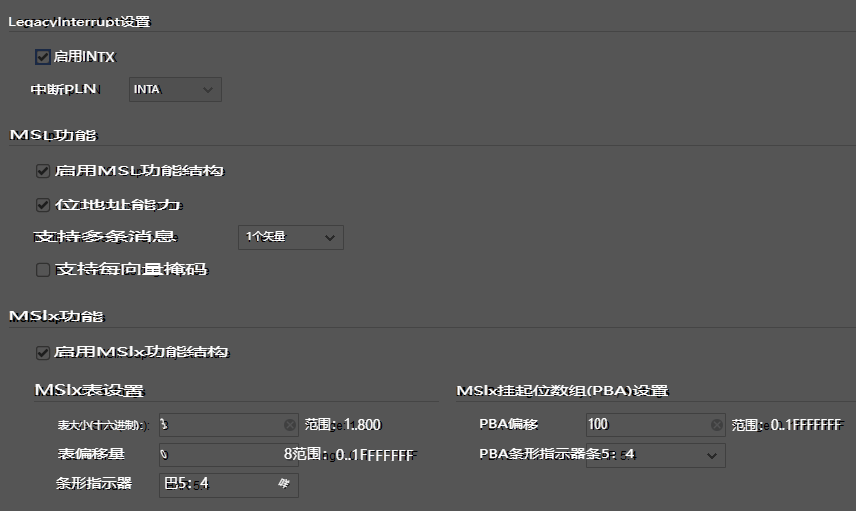 LegacyInterrupt设置
启用INTX
中断PLN
INTA
MSL功能
启用MSL功能结构
位地址能力
支持多条消息
1个矢量
支持每向量掩码
MSlx功能
启用MSlx功能结构
MSlx表设置
表大小(十六进制):
范围: 1..800
表偏移量
0
8范围: 0..1FFFFFFF
条形指示器
巴5: 4
MSlx挂起位数组(PBA)设置
PBA偏移
100
范围: 0..1FFFFFFF
PBA条形指示器条5: 4